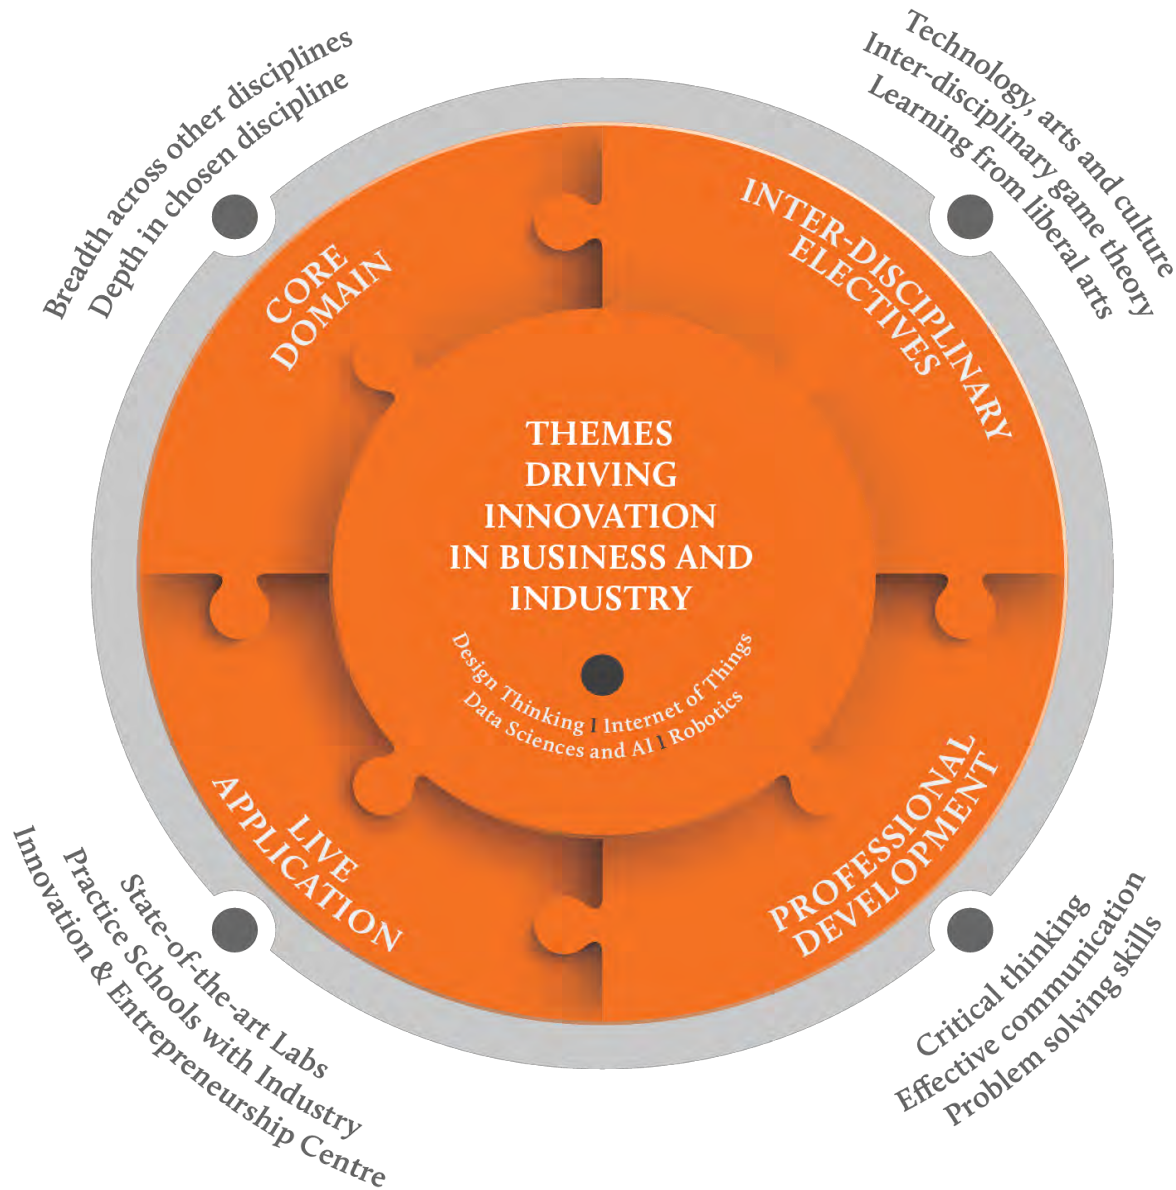 Breadth across other disciplines
Depth in chosen discipline
Technology, arts and culture
Inter-disciplinary game theory
Learning from liberal arts
CORE
DOMAIN
INTER-DISCIPLINARY
ELECTIVES
THEMES
DRIVING
INNOVATION
IN BUSINESS AND
INDUSTRY
Design Thinking I Internet of Things
Data Sciences and AI I Robotics
LIVE
APPLICATION
PROFESSIONAL
DEVELOPMENT
State-of-the-art Labs
Practice Schools with Industry
Innovation & Entrepreneurship Centre
Critical thinking
Effective communication
Problem solving skills